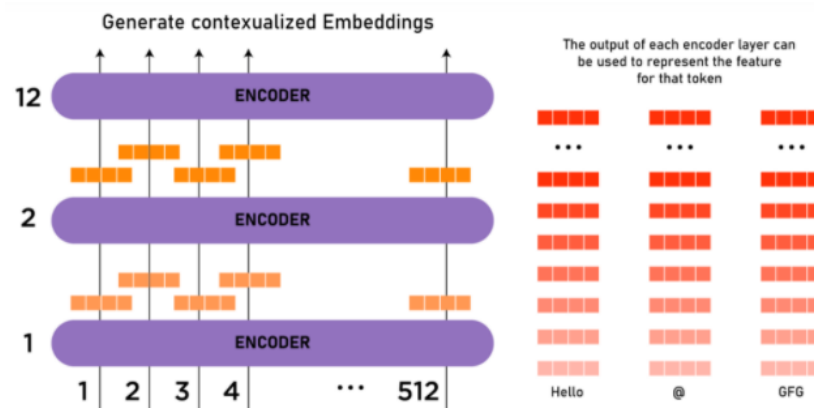 Generate contexualized Embeddings
12
ENCODER
2
ENCODER
1
ENCODER
1 2 3 4 ... 512
The output of each encoder layer can
be used to represent the feature
for that token
... ... ...
Hello @ GFG